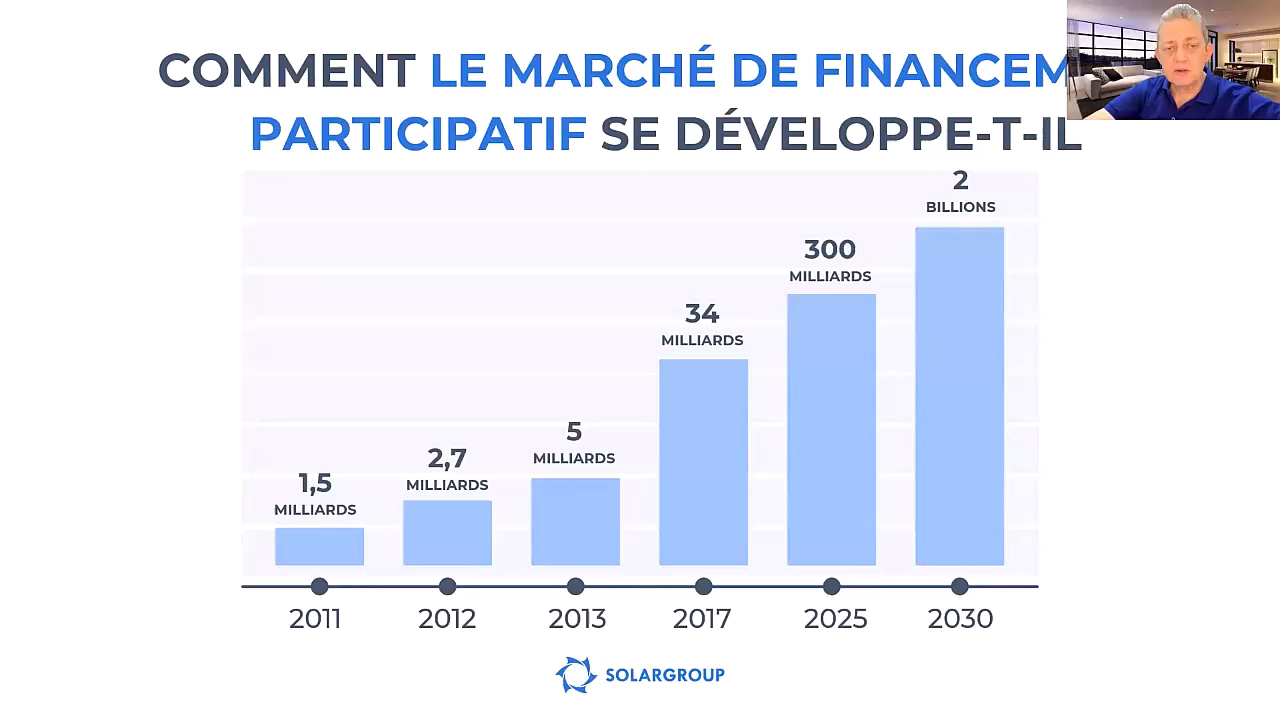 COMMENT LE MARCHÉ DE
PARTICIPATIF SE DÉVELOPPE-T-IL
2
BILLIONS
300
MILLIARDS
34
MILLIARDS
5
MILLIARDS
2,7
MILLIARDS
1,5
MILLIARDS
2011 2012 2013 2017 2025 2030
SOLARGROUP